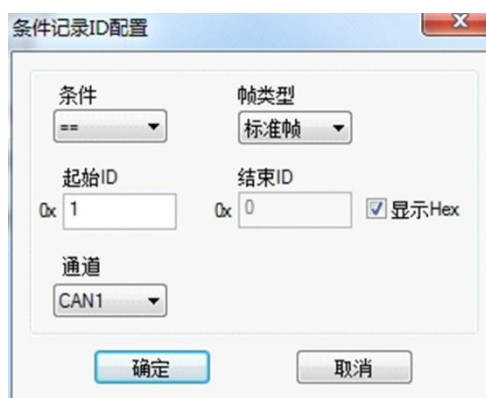 条件记录ID配置
条件 帧类型
== 标准帧
起始ID 结束ID
0x 1 0x 0 显示Hex
通道
CAN1
确定 取消